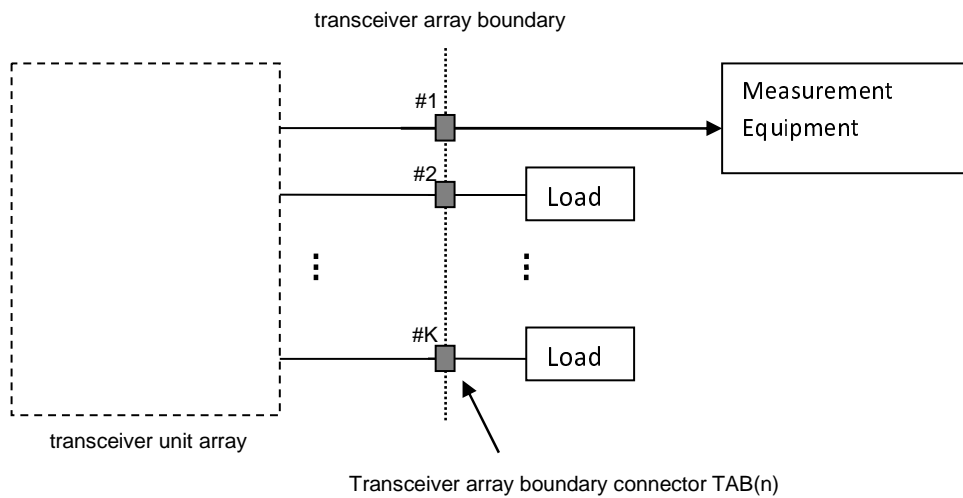 transceiver array boundary
#1
Measurement
Equipment
#2
Load
#K
Load
transceiver unit array
Transceiver array boundary connector TAB(n)